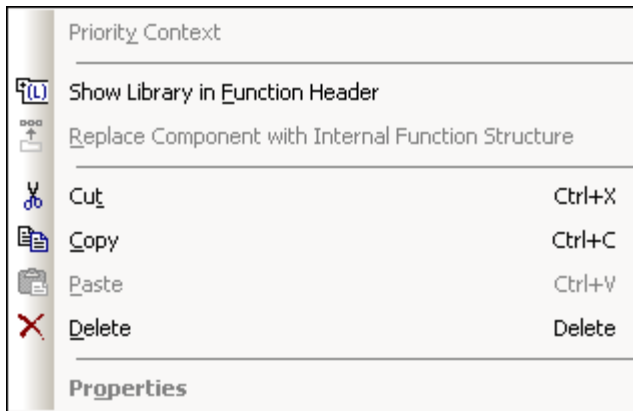 Priority Context
(L) Show Library in Function Header
Replace Component with Internal Function Structure
Cut Ctrl+X
Copy Ctrl+C
Paste Ctrl+V
Delete Delete
Properties